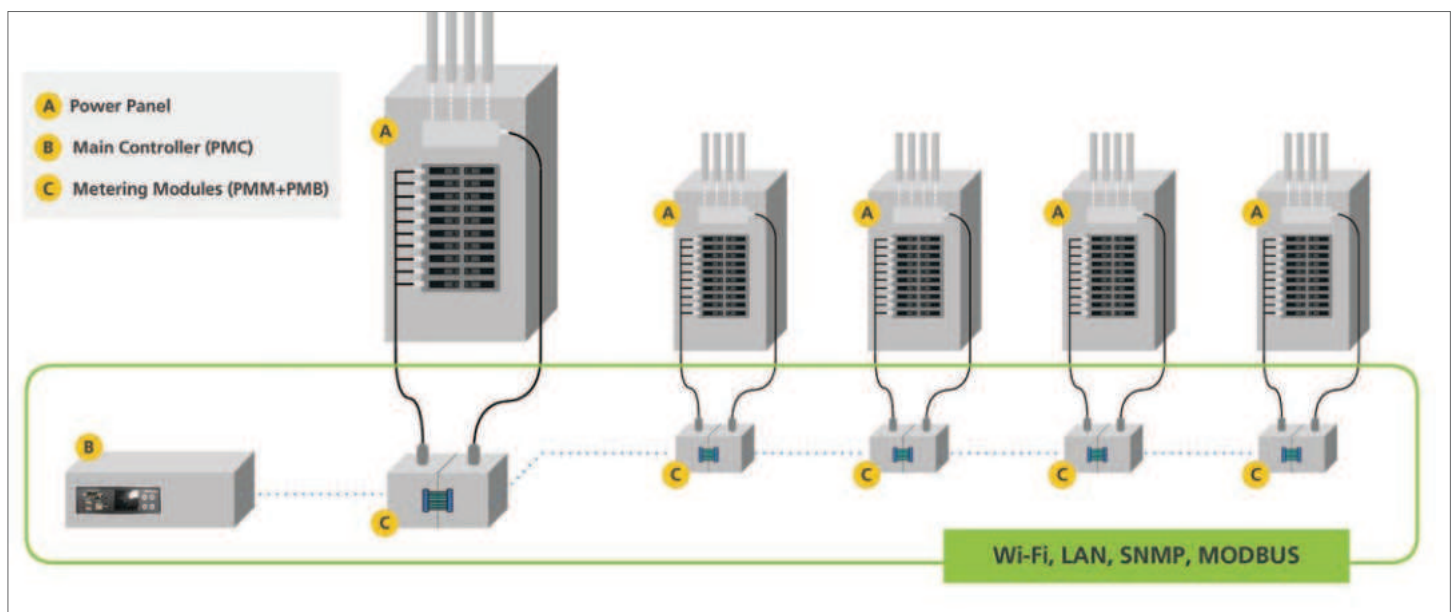 A Power Panel
B Main Controller (PMC)
C Metering Modules (PMM+PMB)
A
A
A
A
A
B
C
C
C
C
C
Wi-Fi, LAN, SNMP, MODBUS